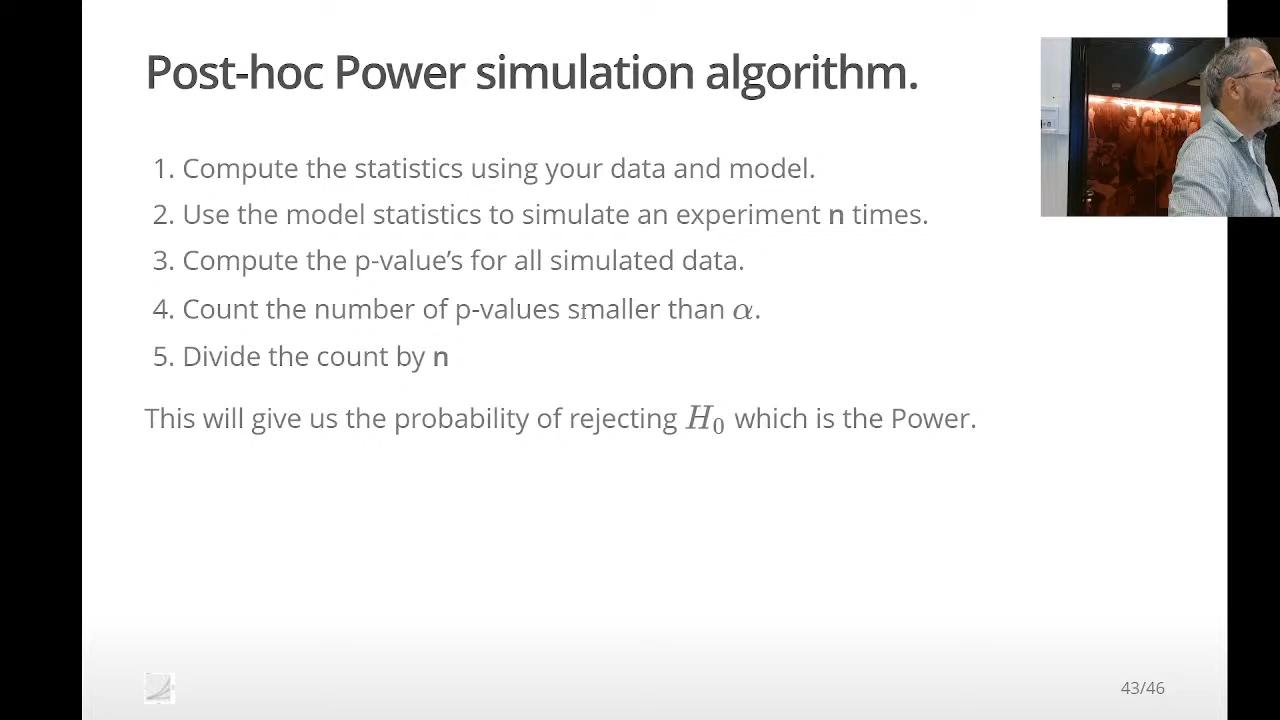 Post-hoc Power simulation algorithm.
1. Compute the statistics using your data and model.
2. Use the model statistics to simulate an experiment n times.
3. Compute the p-value’s for all simulated data.
4. Count the number of p-values smaller than α.
5. Divide the count by n
This will give us the probability of rejecting H₀ which is the Power.
43/46